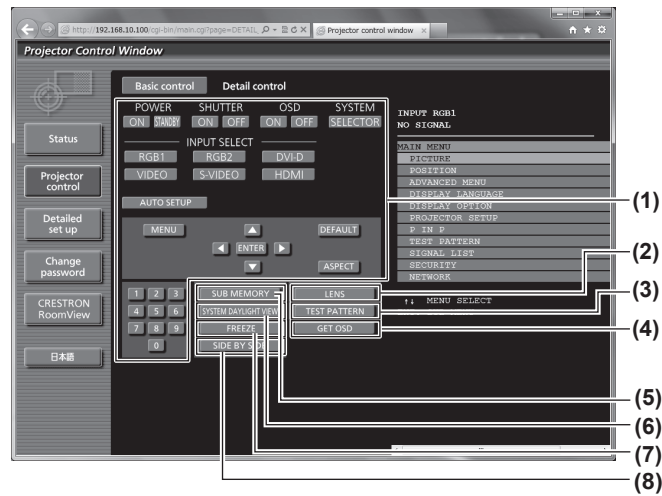 http://192.168.10.100/cgi-bin/main.cgi?page=DETAIL_
Projector control window
Projector Control Window
Basic control
Detail control
POWER SHUTTER OSD SYSTEM
ON STANDBY ON OFF ON OFF SELECTOR
INPUT SELECT
RGB1 RGB2 DVI-D
VIDEO S-VIDEO HDMI
AUTO SETUP
MENU DEFAULT
ENTER
ASPECT
1 2 3
4 5 6
7 8 9
0
SUB MEMORY
SYSTEM DAYLIGHT VIEW
FREEZE
SIDE BY SIDE
LENS
TEST PATTERN
GET OSD
Status
Projector
control
Detailed
set up
Change
password
CRESTRON
RoomView
日本語
INPUT RGB1
NO SIGNAL
MAIN MENU
PICTURE
POSITION
ADVANCED MENU
DISPLAY LANGUAGE
DISPLAY OPTION
PROJECTOR SETUP
P IN P
TEST PATTERN
SIGNAL LIST
SECURITY
NETWORK
↑↓ MENU SELECT
(1)
(2)
(3)
(4)
(5)
(6)
(7)
(8)